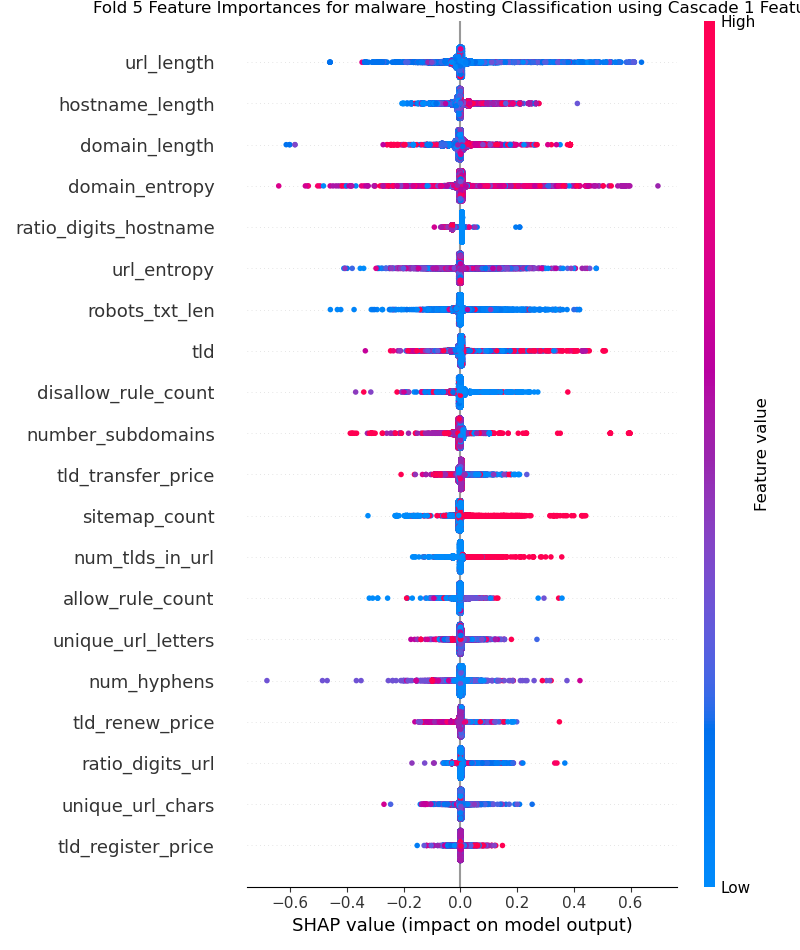 Fold 5 Feature Importances for malware_hosting Classification using Cascade 1
High
url_length
hostname_length
domain_length
domain_entropy
ratio_digits_hostname
url_entropy
robots_txt_len
tld
disallow_rule_count
number_subdomains
tld_transfer_price
sitemap_count
num_tlds_in_url
allow_rule_count
unique_url_letters
num_hyphens
tld_renew_price
ratio_digits_url
unique_url_chars
tld_register_price
Feature value
Low
−0.6 −0.4 −0.2 0.0 0.2 0.4 0.6
SHAP value (impact on model output)